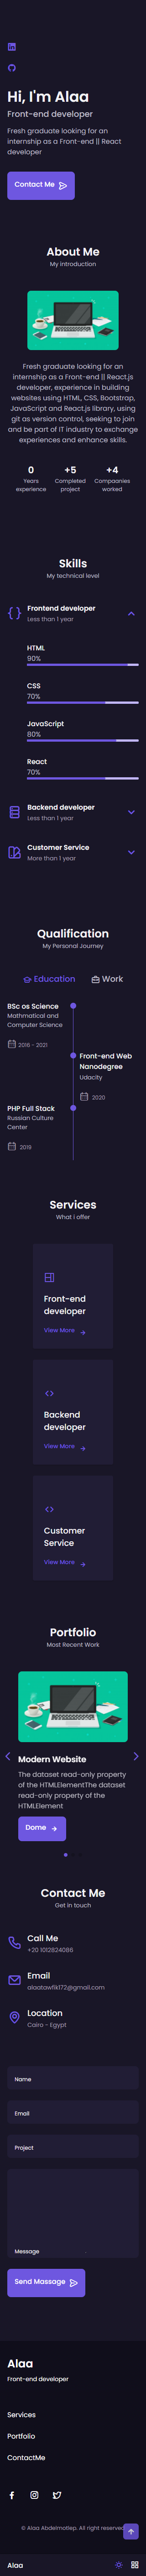 Hi, I'm Alaa
Front-end developer
Fresh graduate looking for an
internship as a Front-end || React
developer
Contact Me
About Me
My introduction
Fresh graduate looking for an
internship as a Front-end || React.js
developer, experience in building
websites using HTML, CSS, Bootstrap,
JavaScript and React.js library, using
git as version control, seeking to join
and be part of IT industry to exchange
experiences and enhance skills.
0 +5 +4
Years Completed Compaanies
experience project worked
Skills
My technical level
Frontend developer
Less than 1 year
HTML
90%
CSS
70%
JavaScript
80%
React
70%
Backend developer
Less than 1 year
Customer Service
More than 1 year
Qualification
My Personal Journey
Education Work
BSc os Science
Mathmatical and
Computer Science
2016 - 2021
Front-end Web
Nanodegree
Udacity
2020
PHP Full Stack
Russian Culture
Center
2019
Services
What i offer
Front-end
developer
View More
Backend
developer
View More
Customer
Service
View More
Portfolio
Most Recent Work
Modern Website
The dataset read-only property
of the HTMLElementThe dataset
read-only property of the
HTMLElement
Dome
Contact Me
Get in touch
Call Me
+20 1012824086
Email
alaatawfik172@gmail.com
Location
Cairo - Egypt
Name
Email
Project
Message
Send Massage
Alaa
Front-end developer
Services
Portfolio
ContactMe
© Alaa Abdelmotlep. All right reserved
Alaa